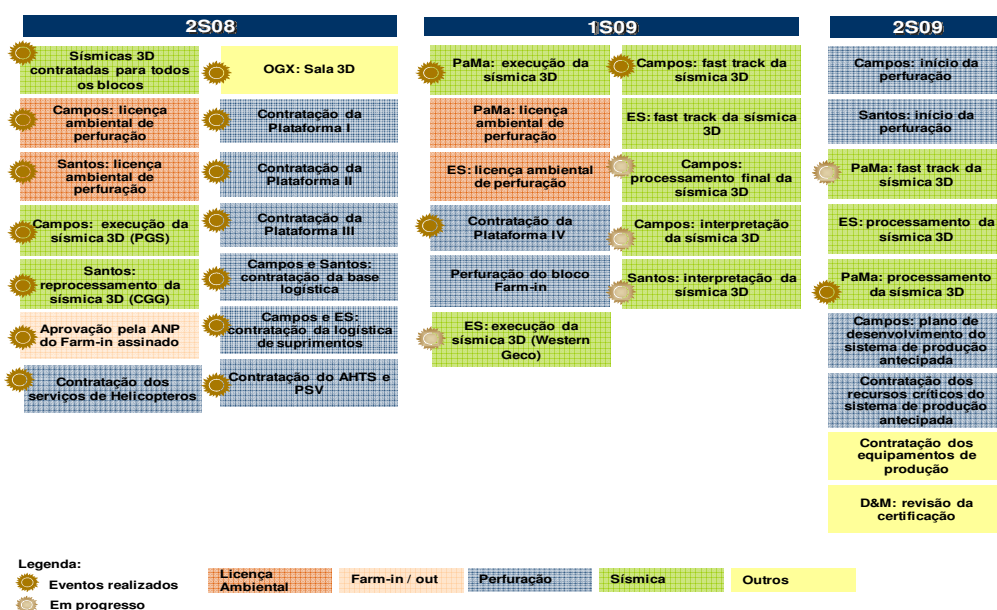 2S08
Sísmicas 3D
contratadas para todos
os blocos
Campos: licença
ambiental de
perfuração
Santos: licença
ambiental de
perfuração
Campos: execução da
sísmica 3D (PGS)
Santos:
reprocessamento da
sísmica 3D (CGG)
Aprovação pela ANP
do Farm-in assinado
Contratação dos
serviços de Helicopteros
OGX: Sala 3D
Contratação da
Plataforma I
Contratação da
Plataforma II
Contratação da
Plataforma III
Campos e Santos:
contratação da base
logística
Campos e ES:
contratação da logística
de suprimentos
Contratação do AHTS e
PSV
1S09
PaMa: execução da
sísmica 3D
PaMa: licença
ambiental de
perfuração
ES: licença ambiental
de perfuração
Contratação da
Plataforma IV
Perfuração do bloco
Farm-in
ES: execução da
sísmica 3D (Western
Geco)
Campos: fast track da
sísmica 3D
ES: fast track da sísmica
3D
Campos:
processamento final da
sísmica 3D
Campos: interpretação
da sísmica 3D
Santos: interpretação da
sísmica 3D
2S09
Campos: início da
perfuração
Santos: início da
perfuração
PaMa: fast track da
sísmica 3D
ES: processamento da
sísmica 3D
PaMa: processamento
da sísmica 3D
Campos: plano de
desenvolvimento do
sistema de produção
antecipada
Contratação dos
recursos críticos do
sistema de produção
antecipada
Contratação dos
equipamentos de
produção
D&M: revisão da
certificação
Legenda:
Eventos realizados
Em progresso
Licença
Ambiental
Farm-in / out
Perfuração
Sísmica
Outros